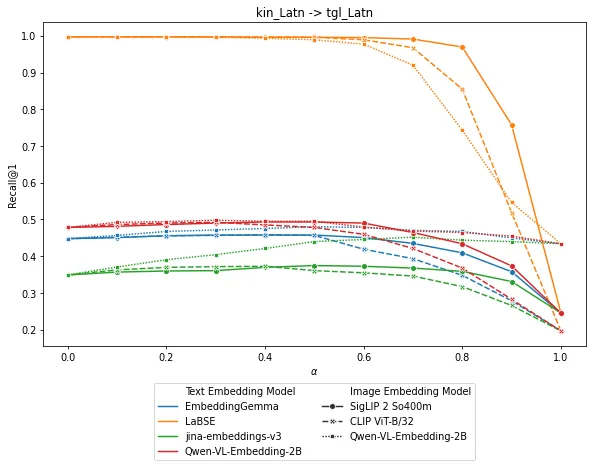 kin_Latn -> tgl_Latn
Recall@1
1.0
0.9
0.8
0.7
0.6
0.5
0.4
0.3
0.2
0.0 0.2 0.4 0.6 0.8 1.0
α
Text Embedding Model
EmbeddingGemma
LaBSE
jina-embeddings-v3
Qwen-VL-Embedding-2B
Image Embedding Model
SigLIP 2 So400m
CLIP ViT-B/32
Qwen-VL-Embedding-2B